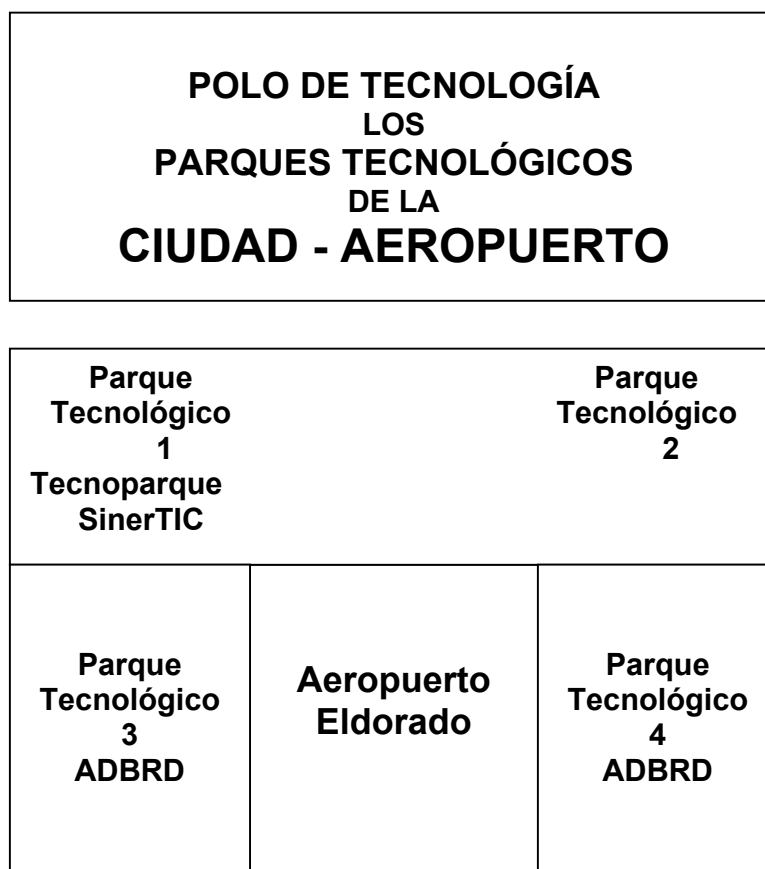 POLO DE TECNOLOGÍA
LOS
PARQUES TECNOLÓGICOS
DE LA
CIUDAD - AEROPUERTO
Parque
Tecnológico
1
Tecnoparque
SinerTIC
Parque
Tecnológico
2
Parque
Tecnológico
3
ADBRD
Aeropuerto
Eldorado
Parque
Tecnológico
4
ADBRD